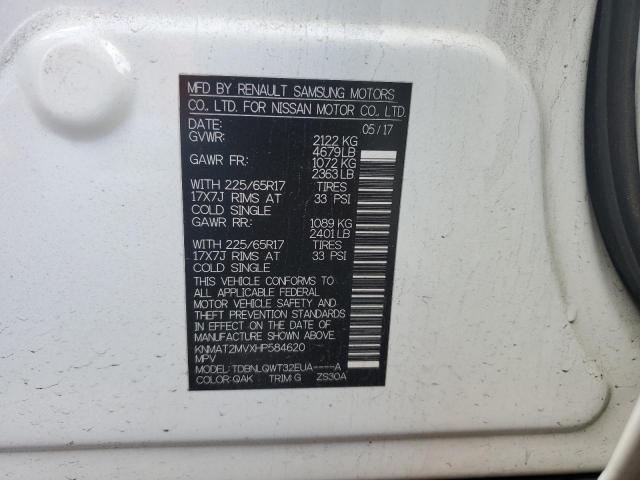 MFD BY RENAULT SAMSUNG MOTORS
CO., LTD. FOR NISSAN MOTOR CO., LTD.
DATE: 05/17
GVWR: 2122 KG
4679LB
GAWR FR: 1072 KG
2363LB
WITH 225/65R17 TIRES
17X7J RIMS AT 33 PSI
COLD SINGLE
GAWR RR: 1089 KG
2401LB
WITH 225/65R17 TIRES
17X7J RIMS AT 33 PSI
COLD SINGLE
THIS VEHICLE CONFORMS TO
ALL APPLICABLE FEDERAL
MOTOR VEHICLE SAFETY AND
THEFT PREVENTION STANDARDS
IN EFFECT ON THE DATE OF
MANUFACTURE SHOWN ABOVE.
KNMAT2MVXHP584620
MPV
MODEL: TDBNLQWT32EUA----A
COLOR: QAK TRIM: G ZS30A